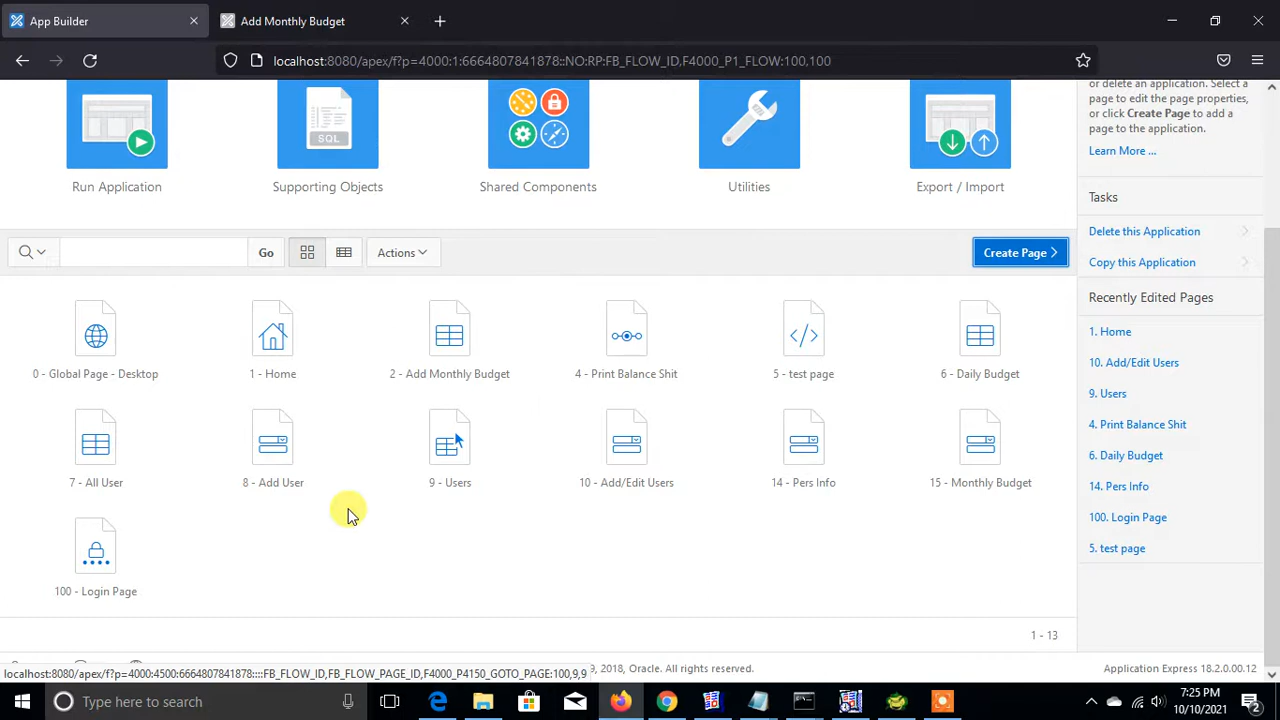 App Builder
Add Monthly Budget
localhost:8080/apex/f?p=4000:1:6664807841878::NO:RP:FB_FLOW_ID,F4000_P1_FLOW:100,100
or delete an application. Select a
page to edit the page properties,
or click Create Page to add a
page to the application.
Learn More ...
SQL
Run Application
Supporting Objects
Shared Components
Utilities
Export / Import
Tasks
Delete this Application
Copy this Application
Go
Actions
Create Page
Recently Edited Pages
1. Home
10. Add/Edit Users
9. Users
4. Print Balance Shit
6. Daily Budget
14. Pers Info
100. Login Page
5. test page
0 - Global Page - Desktop
1 - Home
2 - Add Monthly Budget
4 - Print Balance Shit
5 - test page
6 - Daily Budget
7 - All User
8 - Add User
9 - Users
10 - Add/Edit Users
14 - Pers Info
15 - Monthly Budget
100 - Login Page
1 - 13
localhost:8080/apex/f?p=4000:4500:6664807841878::::FB_FLOW_ID,FB_FLOW_PAGE_ID,F4000_P4150_GOTO_PAGE:100,9,9
9, 2018, Oracle. All rights reserved.
Application Express 18.2.0.00.12
Type here to search
7:25 PM
10/10/2021
2